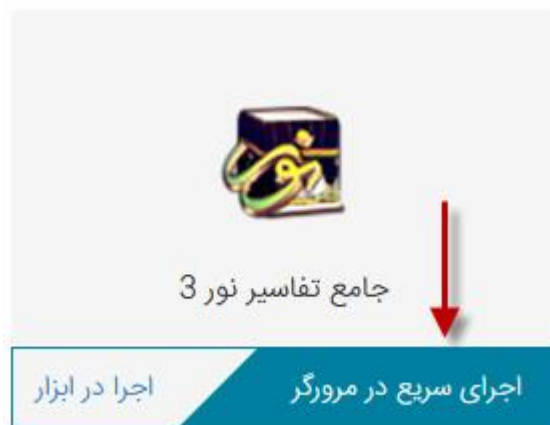 نور
جامع تفاسیر نور 3
اجرای سریع در مرورگر
اجرا در ابزار